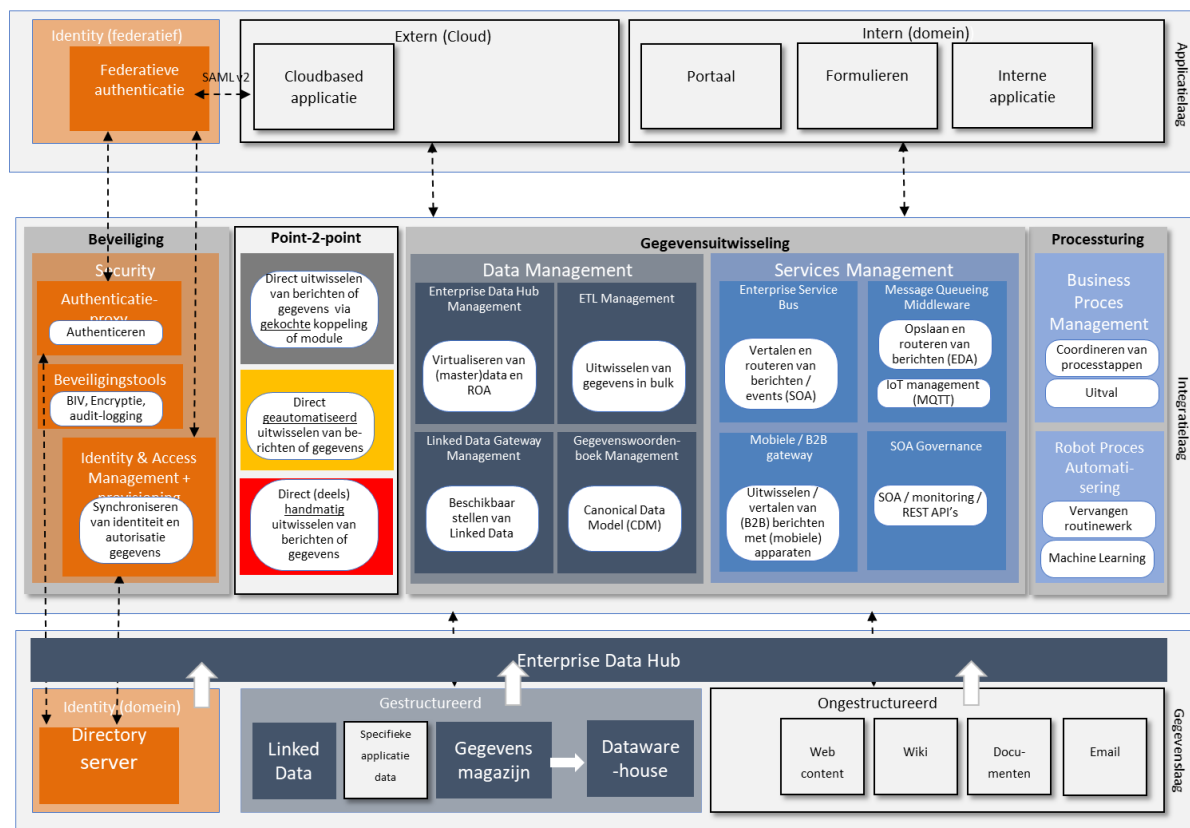 Identity (federatief)
Federatieve
authenticatie
SAML v2
Extern (Cloud)
Cloudbased
applicatie
Intern (domein)
Portaal
Formulieren
Interne
applicatie
Applicatielaag
Beveiliging
Security
Authenticatie-
proxy
Authenticeren
Beveiligingstools
BIV, Encryptie,
audit-logging
Identity & Access
Management +
provisioning
Synchroniseren
van identiteit en
autorisatie
gegevens
Point-2-point
Direct uitwisselen
van berichten of
gegevens via
gekochte koppeling
of module
Direct
geautomatiseerd
uitwisselen van be-
richten of gegevens
Direct (deels)
handmatig
uitwisselen van
berichten of
gegevens
Gegevensuitwisseling
Data Management
Enterprise Data Hub
Management
Virtualiseren van
(master)data en
ROA
ETL Management
Uitwisselen van
gegevens in bulk
Linked Data Gateway
Management
Beschikbaar
stellen van
Linked Data
Gegevenswoorden-
boek Management
Canonical Data
Model (CDM)
Services Management
Enterprise Service
Bus
Vertalen en
routeren van
berichten /
events (SOA)
Message Queueing
Middleware
Opslaan en
routeren van
berichten (EDA)
IoT management
(MQTT)
Mobiele / B2B
gateway
Uitwisselen /
vertalen van
(B2B) berichten
met (mobiele)
apparaten
SOA Governance
SOA / monitoring /
REST API's
Processturing
Business
Proces
Management
Coordineren van
processtappen
Uitval
Robot Proces
Automati-
sering
Vervangen
routinewerk
Machine Learning
Integratielaag
Enterprise Data Hub
Identity (domein)
Directory
server
Gestructureerd
Linked
Data
Specifieke
applicatie
data
Gegevens
magazijn
Dataware
-house
Ongestructureerd
Web
content
Wiki
Docu-
menten
Email
Gegevenslaag